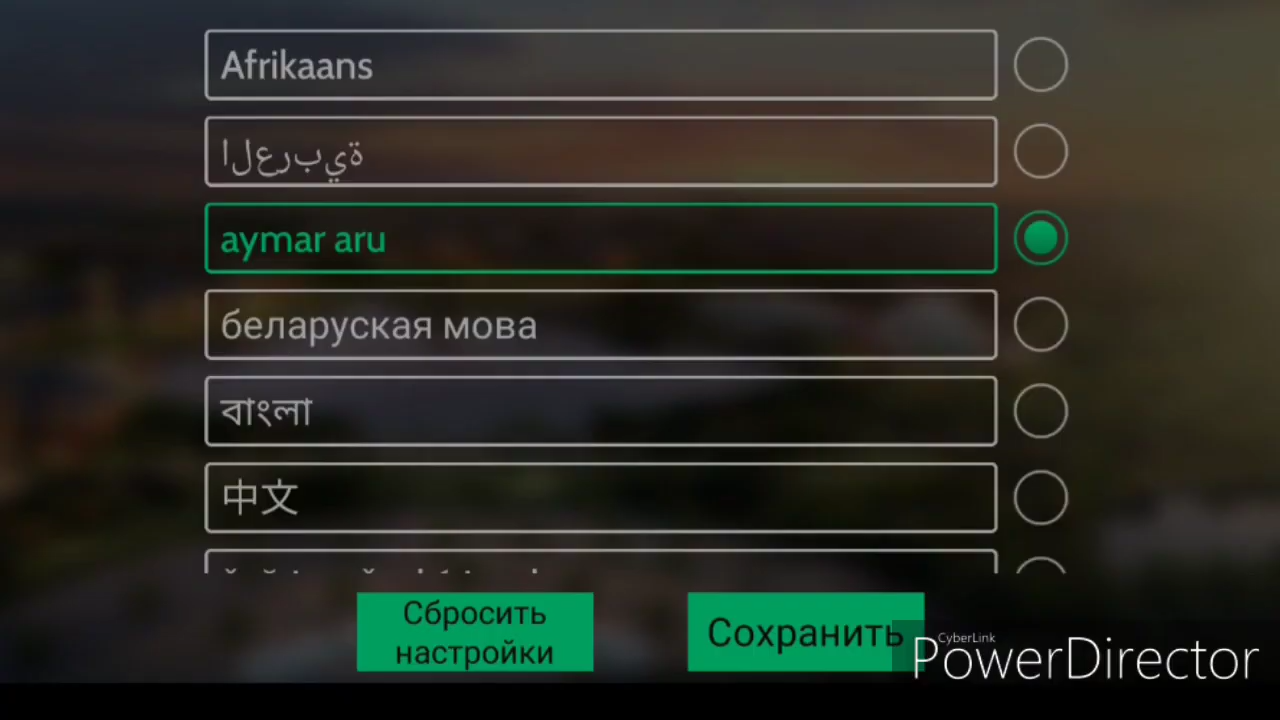 Afrikaans
العربية
aymar aru
беларуская мова
বাংলা
中文
Сбросить
настройки
Сохранить
CyberLink
PowerDirector